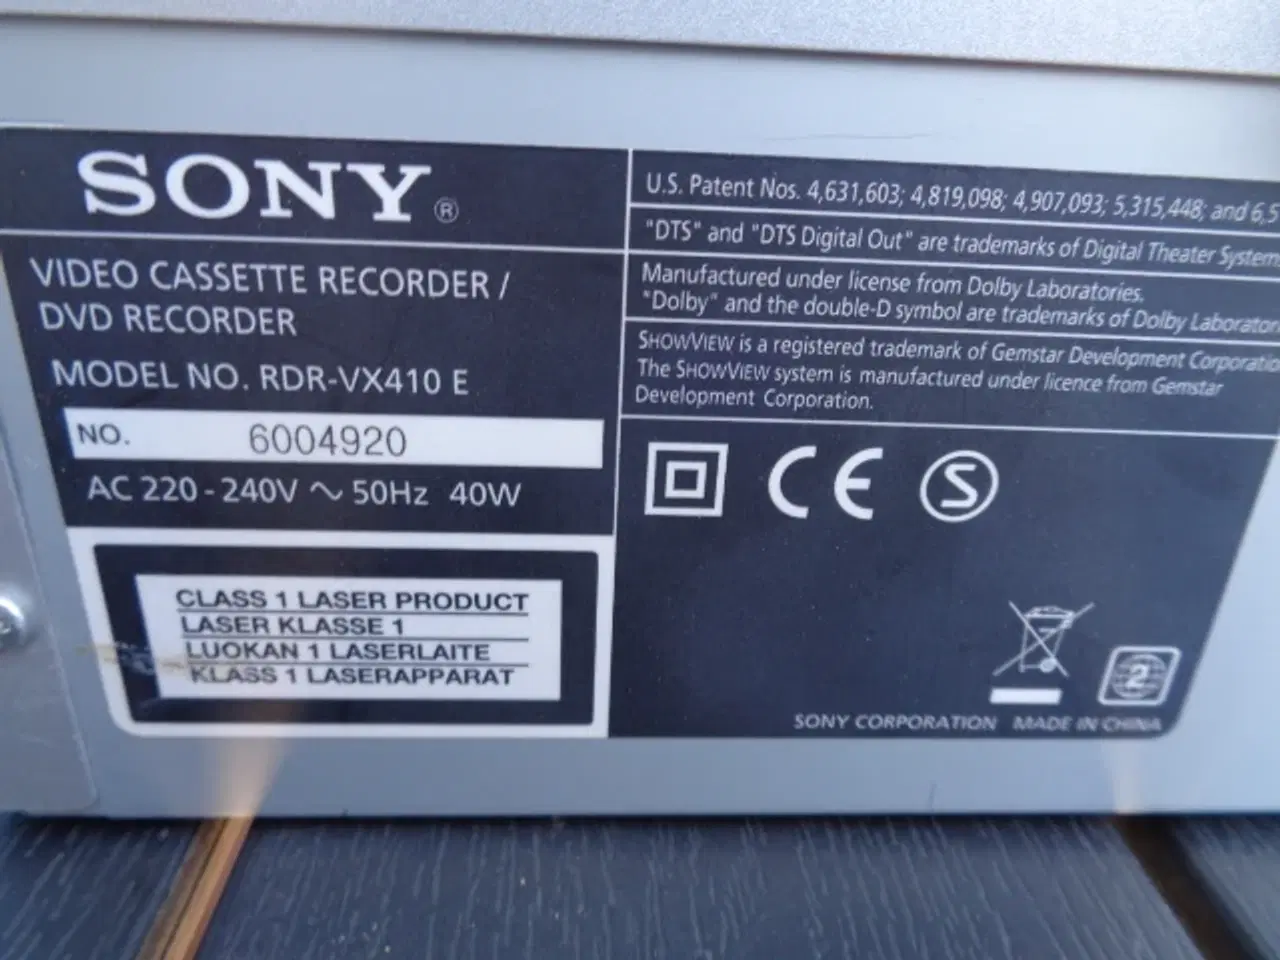 SONY®
VIDEO CASSETTE RECORDER /
DVD RECORDER
MODEL NO. RDR-VX410 E
NO. 6004920
AC 220 - 240V ~ 50Hz 40W
CLASS 1 LASER PRODUCT
LASER KLASSE 1
LUOKAN 1 LASERLAITE
KLASS 1 LASERAPPARAT
U.S. Patent Nos. 4,631,603; 4,819,098; 4,907,093; 5,315,448; and 6,5
"DTS" and "DTS Digital Out" are trademarks of Digital Theater Systems
Manufactured under license from Dolby Laboratories.
"Dolby" and the double-D symbol are trademarks of Dolby Laborator
SHOWVIEW is a registered trademark of Gemstar Development Corporatio
The SHOWVIEW system is manufactured under licence from Gemstar
Development Corporation.
CE S
2
SONY CORPORATION MADE IN CHINA